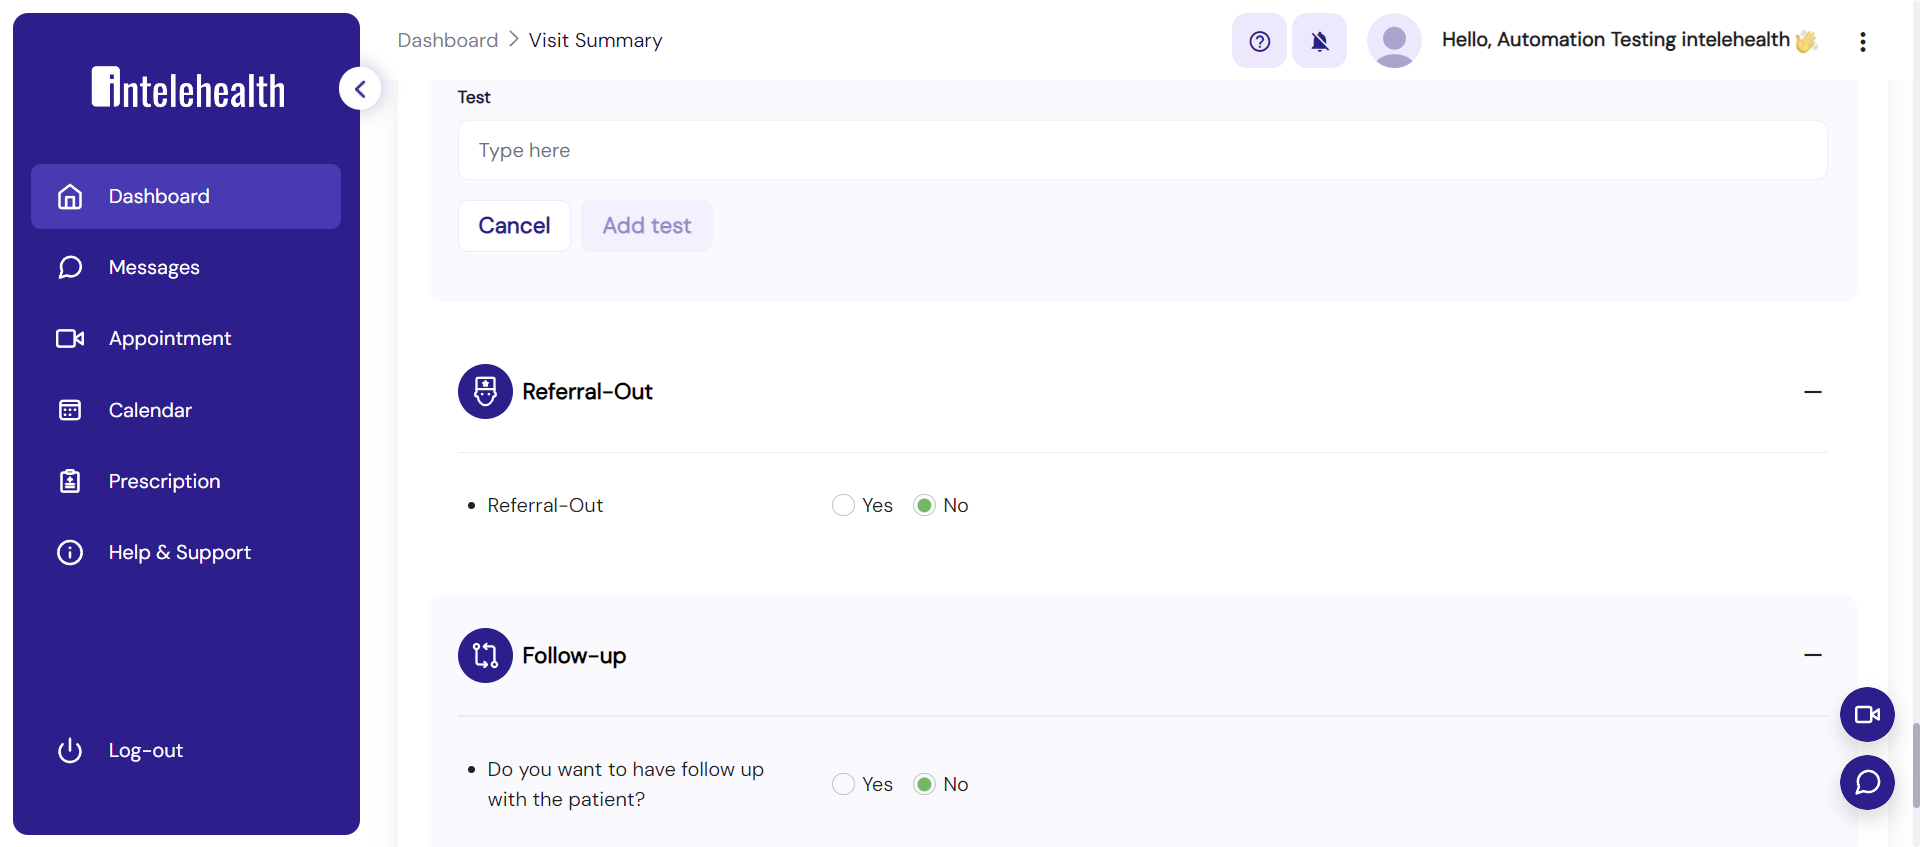 intelehealth
Dashboard
Messages
Appointment
Calendar
Prescription
Help & Support
Log-out
Dashboard > Visit Summary
Hello, Automation Testing intelehealth 👋
Test
Type here
Cancel
Add test
Referral-Out
• Referral-Out
Yes
No
Follow-up
• Do you want to have follow up
with the patient?
Yes
No